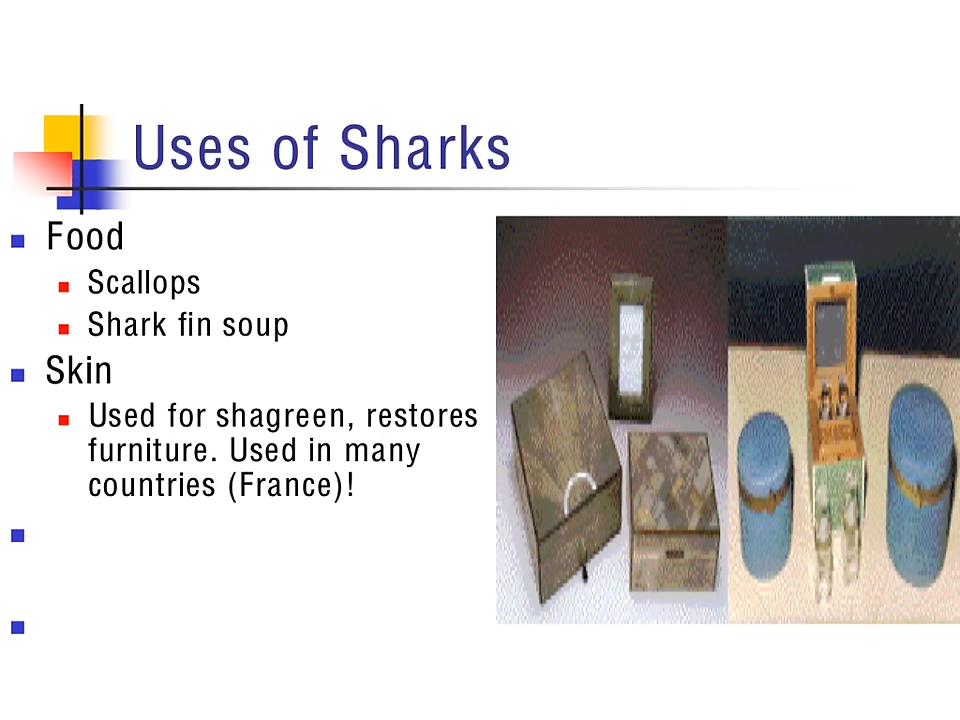 Uses of Sharks
Food
Scallops
Shark fin soup
Skin
Used for shagreen, restores
furniture. Used in many
countries (France)!